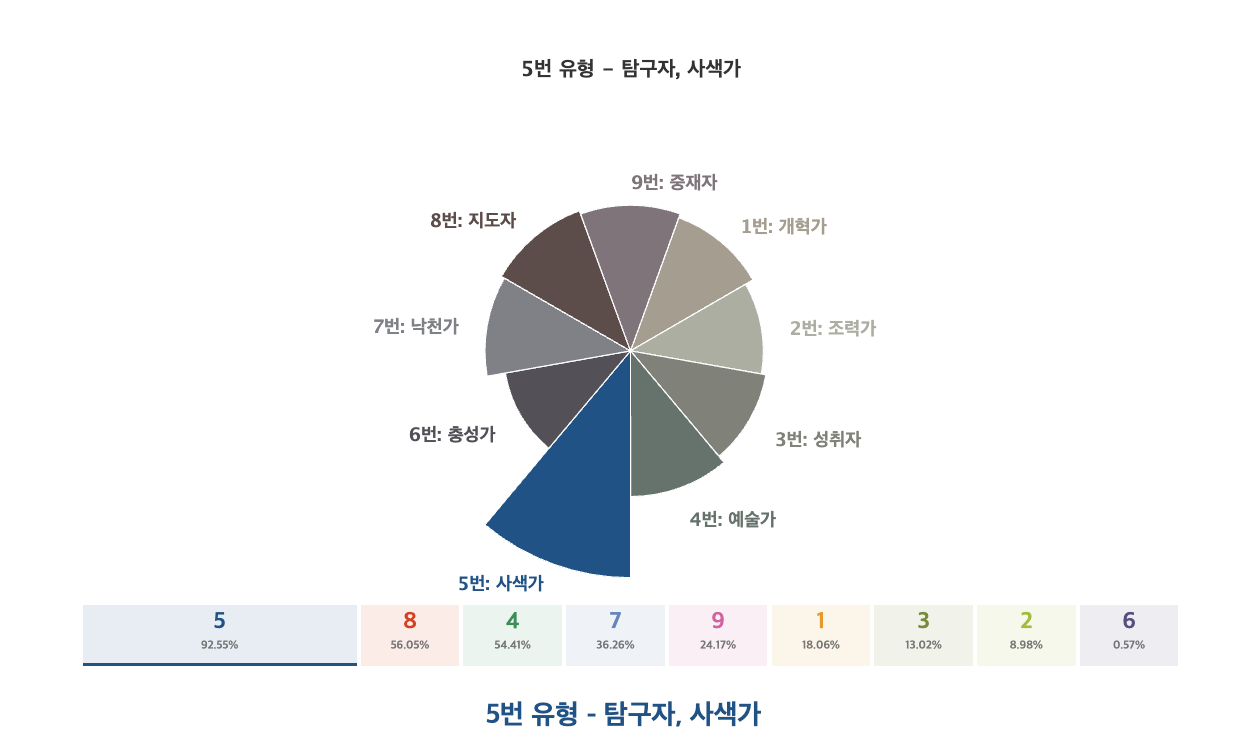 5번 유형 – 탐구자, 사색가
9번: 중재자
8번: 지도자
1번: 개혁가
7번: 낙천가
2번: 조력가
6번: 충성가
3번: 성취자
4번: 예술가
5번: 사색가
5 8 4 7 9 1 3 2 6
92.55% 56.05% 54.41% 36.26% 24.17% 18.06% 13.02% 8.98% 0.57%
5번 유형 - 탐구자, 사색가